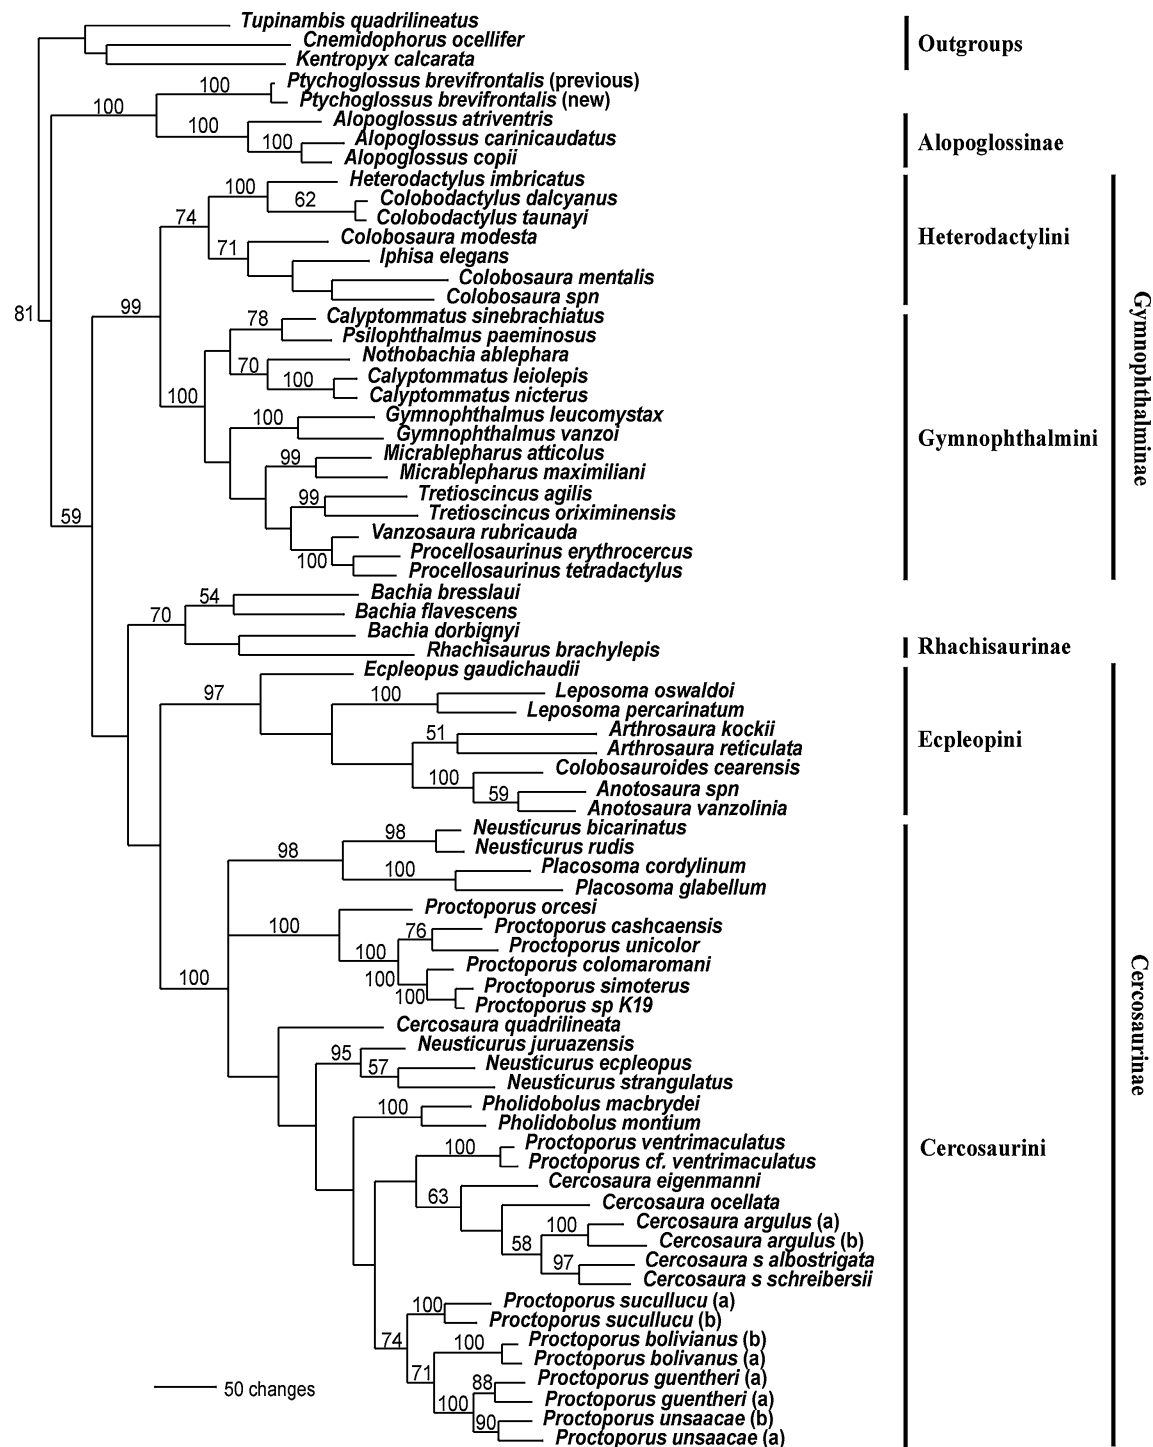 Tupinambis quadrilineatus
Cnemidophorus ocellifer
Kentropyx calcarata
Outgroups
100
Ptychoglossus brevifrontalis (previous)
Ptychoglossus brevifrontalis (new)
100
100
Alopoglossus atriventris
100
Alopoglossus carinicaudatus
Alopoglossus copii
Alopoglossinae
100
Heterodactylus imbricatus
62
Colobodactylus dalcyanus
Colobodactylus taunayi
74
71
Colobosaura modesta
Iphisa elegans
Colobosaura mentalis
Colobosaura spn
Heterodactylini
81
99
78
Calyptommatus sinebrachiatus
Psilophthalmus paeminosus
70
Nothobachia ablephara
100
Calyptommatus leiolepis
Calyptommatus nicterus
100
100
Gymnophthalmus leucomystax
Gymnophthalmus vanzoi
99
Micrablepharus atticolus
Micrablepharus maximiliani
99
Tretioscincus agilis
Tretioscincus oriximinensis
Vanzosaura rubricauda
100
Procellosaurinus erythrocercus
Procellosaurinus tetradactylus
Gymnophthalmini
Gymnophthalminae
59
70
54
Bachia bresslaui
Bachia flavescens
Bachia dorbignyi
Rhachisaurus brachylepis
Rhachisaurinae
97
Ecpleopus gaudichaudii
100
Leposoma oswaldoi
Leposoma percarinatum
51
Arthrosaura kockii
Arthrosaura reticulata
100
Colobosauroides cearensis
59
Anotosaura spn
Anotosaura vanzolinia
Ecpleopini
98
98
Neusticurus bicarinatus
Neusticurus rudis
100
Placosoma cordylinum
Placosoma glabellum
100
Proctoporus orcesi
76
Proctoporus cashcaensis
Proctoporus unicolor
100
100
Proctoporus colomaromani
100
Proctoporus simoterus
Proctoporus sp K19
100
Cercosaura quadrilineata
95
Neusticurus juruazensis
57
Neusticurus ecpleopus
Neusticurus strangulatus
100
Pholidobolus macbrydei
Pholidobolus montium
100
Proctoporus ventrimaculatus
Proctoporus cf. ventrimaculatus
63
Cercosaura eigenmanni
Cercosaura ocellata
58
100
Cercosaura argulus (a)
Cercosaura argulus (b)
97
Cercosaura s albostrigata
Cercosaura s schreibersii
74
100
Proctoporus sucullucu (a)
Proctoporus sucullucu (b)
71
100
Proctoporus bolivianus (b)
Proctoporus bolivanus (a)
100
88
Proctoporus guentheri (a)
Proctoporus guentheri (a)
90
Proctoporus unsaacae (b)
Proctoporus unsaacae (a)
Cercosaurini
Cercosaurinae
50 changes